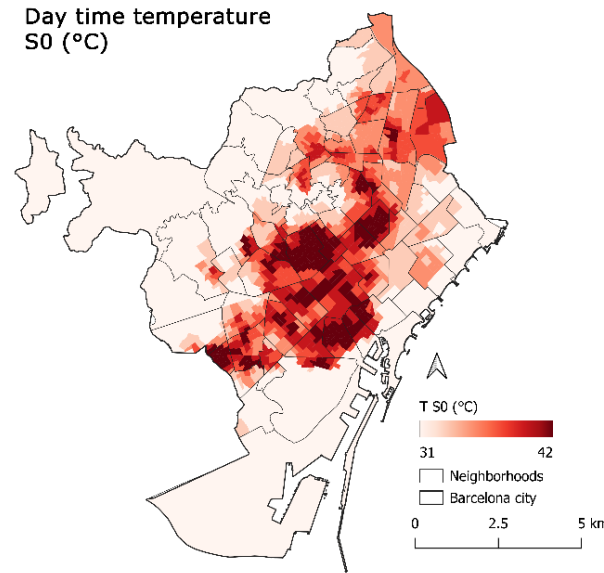 Day time temperature
S0 (°C)
T S0 (°C)
31 42
Neighborhoods
Barcelona city
0 2.5 5 km